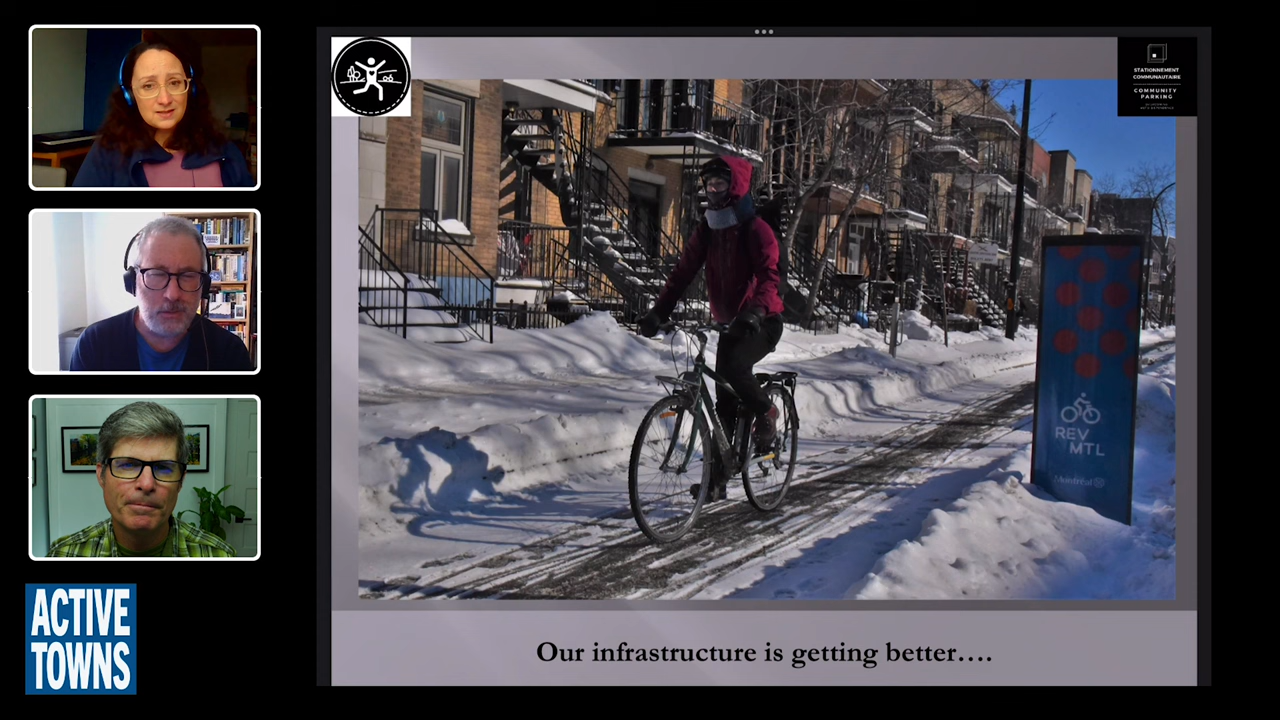 STATIONNEMENT
COMMUNAUTAIRE
COMMUNITY
PARKING
REV
MTL
Montréal
ACTIVE
TOWNS
Our infrastructure is getting better….